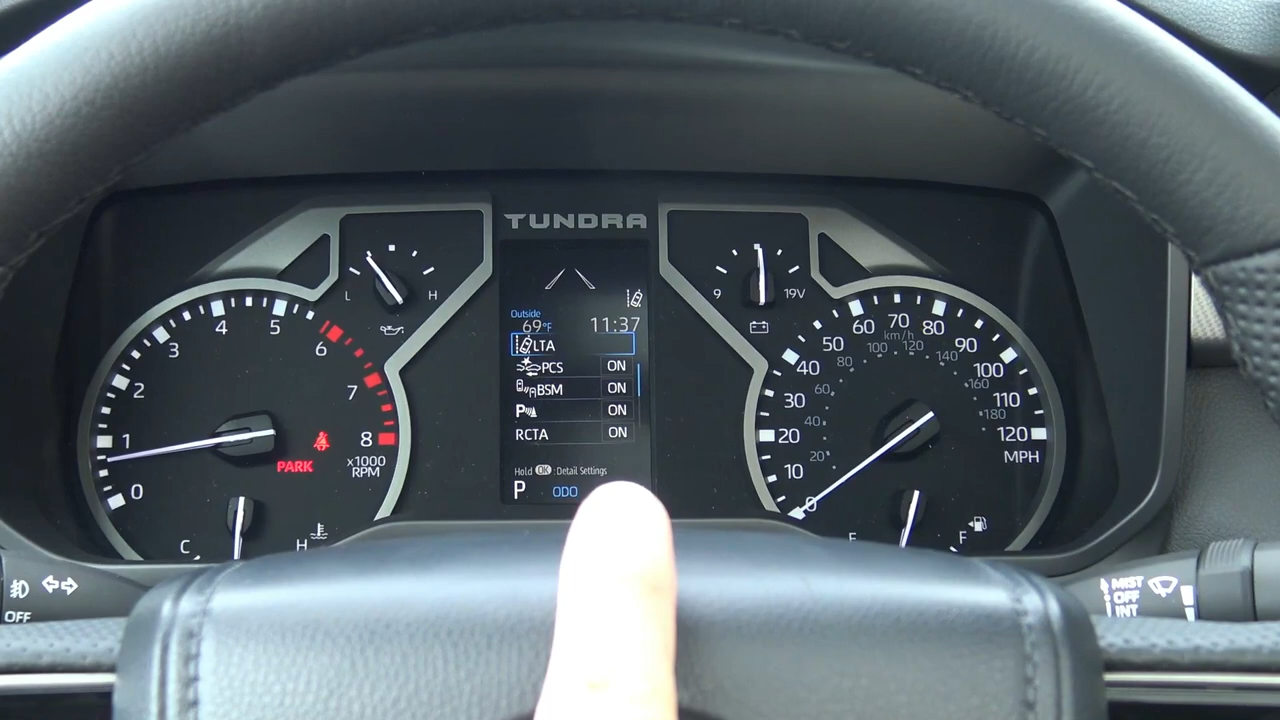 TUNDRA
Outside
69°F 11:37
LTA
PCS ON
BSM ON
P ON
RCTA ON
Hold OK : Detail Settings
P ODO
L H
9 19V
0 1 2 3 4 5 6 7 8
x1000
RPM
PARK
C H
0 10 20 30 40 50 60 70 80 90 100 110 120
MPH
km/h
20 40 60 80 100 120 140 160 180
E F
OFF
MIST
OFF
INT